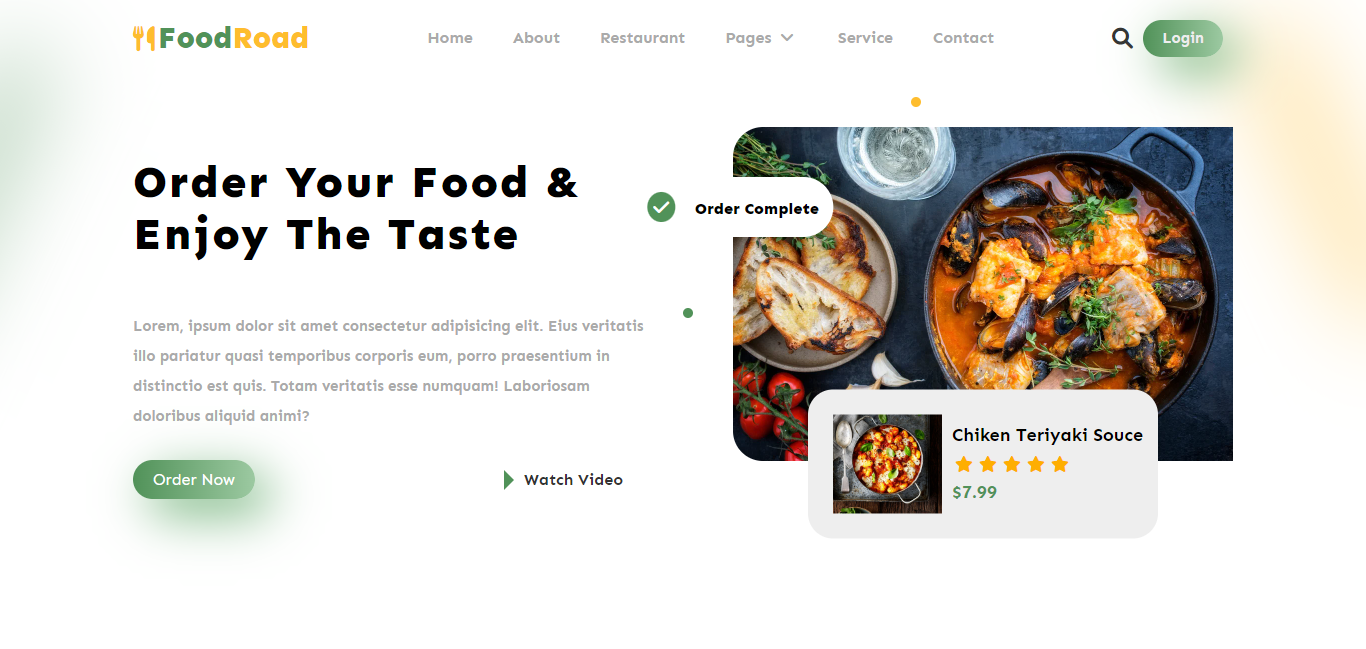 FoodRoad
Home About Restaurant Pages Service Contact
Login
Order Your Food &
Enjoy The Taste
Order Complete
Lorem, ipsum dolor sit amet consectetur adipisicing elit. Eius veritatis
illo pariatur quasi temporibus corporis eum, porro praesentium in
distinctio est quis. Totam veritatis esse numquam! Laboriosam
doloribus aliquid animi?
Order Now
Watch Video
Chiken Teriyaki Souce
$7.99